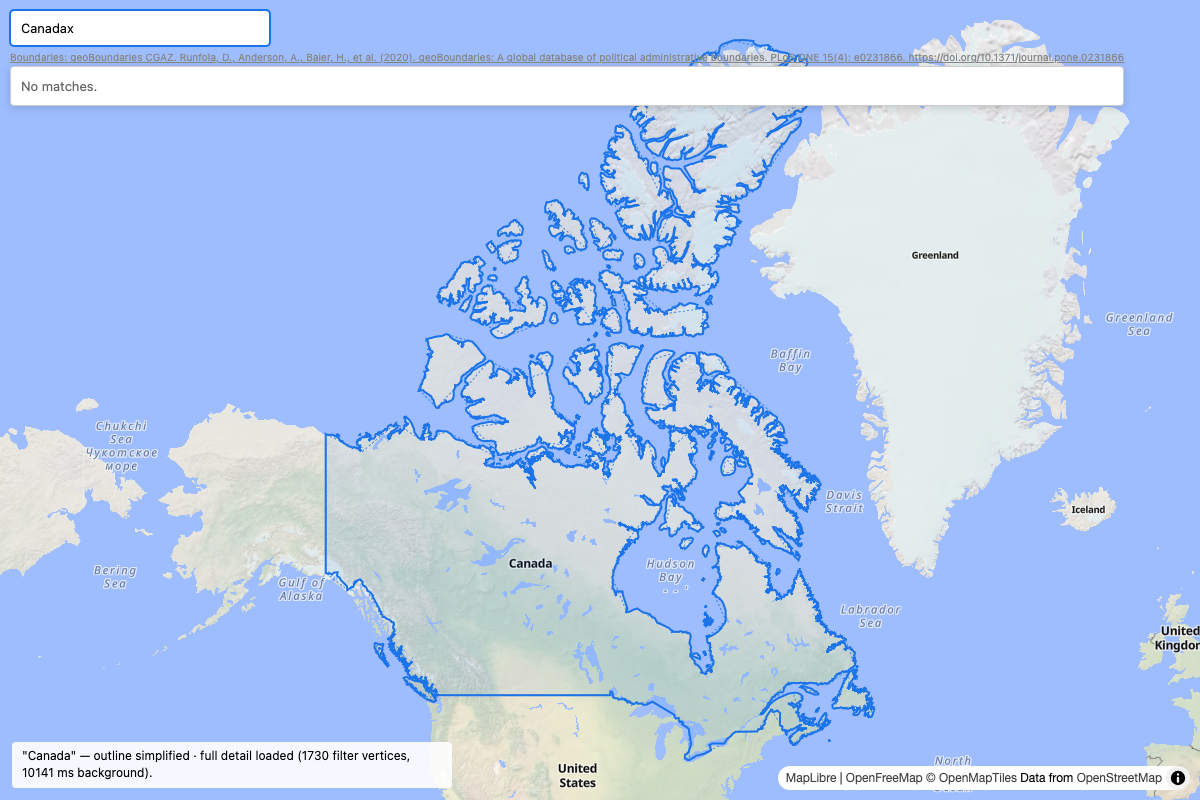 Canadax
Boundaries: geoBoundaries CGAZ. Runfola, D., Anderson, A., Baier, H., et al. (2020). geoBoundaries: A global database of political administrative boundaries. PLoS ONE 15(4): e0231866. https://doi.org/10.1371/journal.pone.0231866
No matches.
Greenland
Greenland
Sea
Baffin
Bay
Chukchi
Sea
Чукотское
море
Davis
Strait
Iceland
Canada
Hudson
Bay
Bering
Sea
Gulf of
Alaska
Labrador
Sea
United
Kingdom
"Canada" — outline simplified · full detail loaded (1730 filter vertices,
10141 ms background).
United
States
North
MapLibre | OpenFreeMap © OpenMapTiles Data from OpenStreetMap